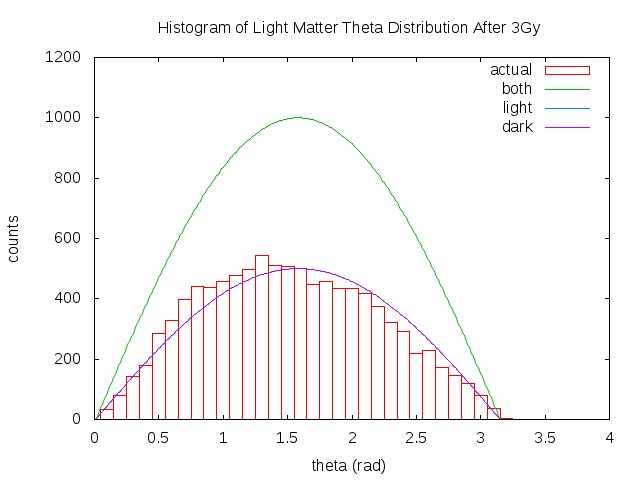 Histogram of Light Matter Theta Distribution After 3Gy
1200
1000
800
600
400
200
0
counts
actual
both
light
dark
0 0.5 1 1.5 2 2.5 3 3.5 4
theta (rad)